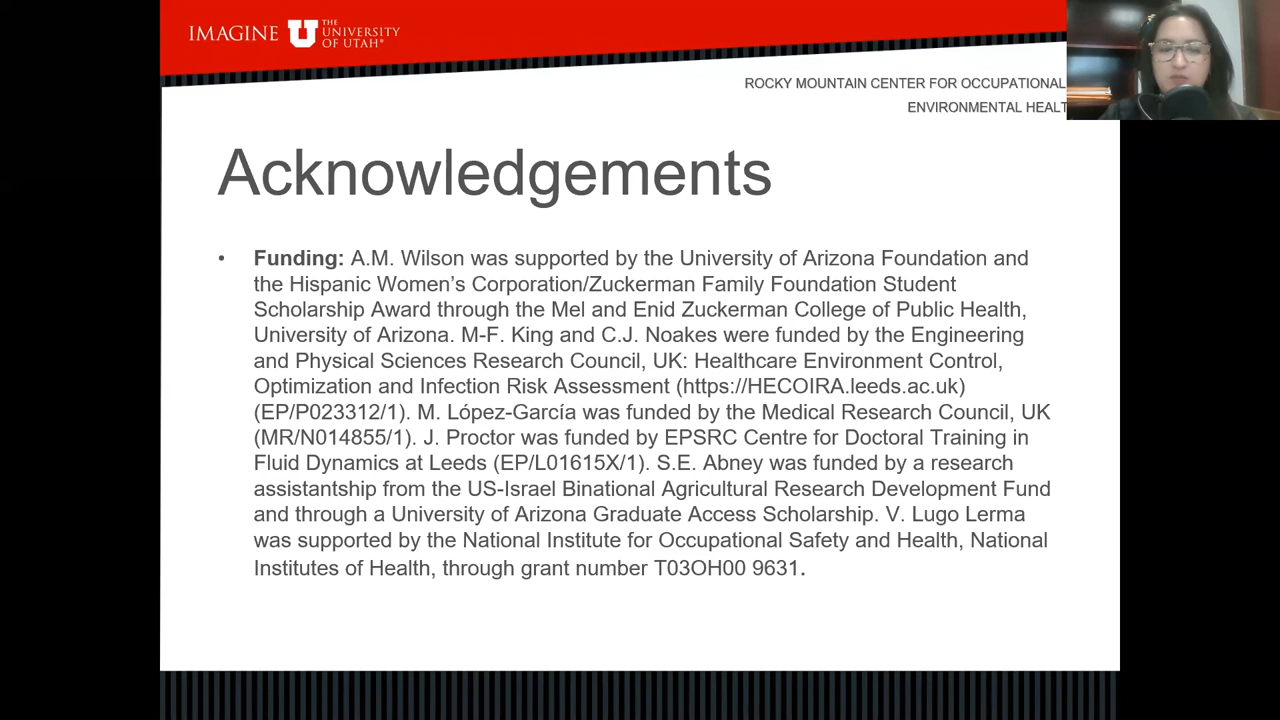 IMAGINE
THE
UNIVERSITY
OF UTAH®
ROCKY MOUNTAIN CENTER FOR OCCUPATIONAL
ENVIRONMENTAL HEALT
Acknowledgements
• Funding: A.M. Wilson was supported by the University of Arizona Foundation and
the Hispanic Women’s Corporation/Zuckerman Family Foundation Student
Scholarship Award through the Mel and Enid Zuckerman College of Public Health,
University of Arizona. M-F. King and C.J. Noakes were funded by the Engineering
and Physical Sciences Research Council, UK: Healthcare Environment Control,
Optimization and Infection Risk Assessment (https://HECOIRA.leeds.ac.uk)
(EP/P023312/1). M. López-García was funded by the Medical Research Council, UK
(MR/N014855/1). J. Proctor was funded by EPSRC Centre for Doctoral Training in
Fluid Dynamics at Leeds (EP/L01615X/1). S.E. Abney was funded by a research
assistantship from the US-Israel Binational Agricultural Research Development Fund
and through a University of Arizona Graduate Access Scholarship. V. Lugo Lerma
was supported by the National Institute for Occupational Safety and Health, National
Institutes of Health, through grant number T03OH00 9631.